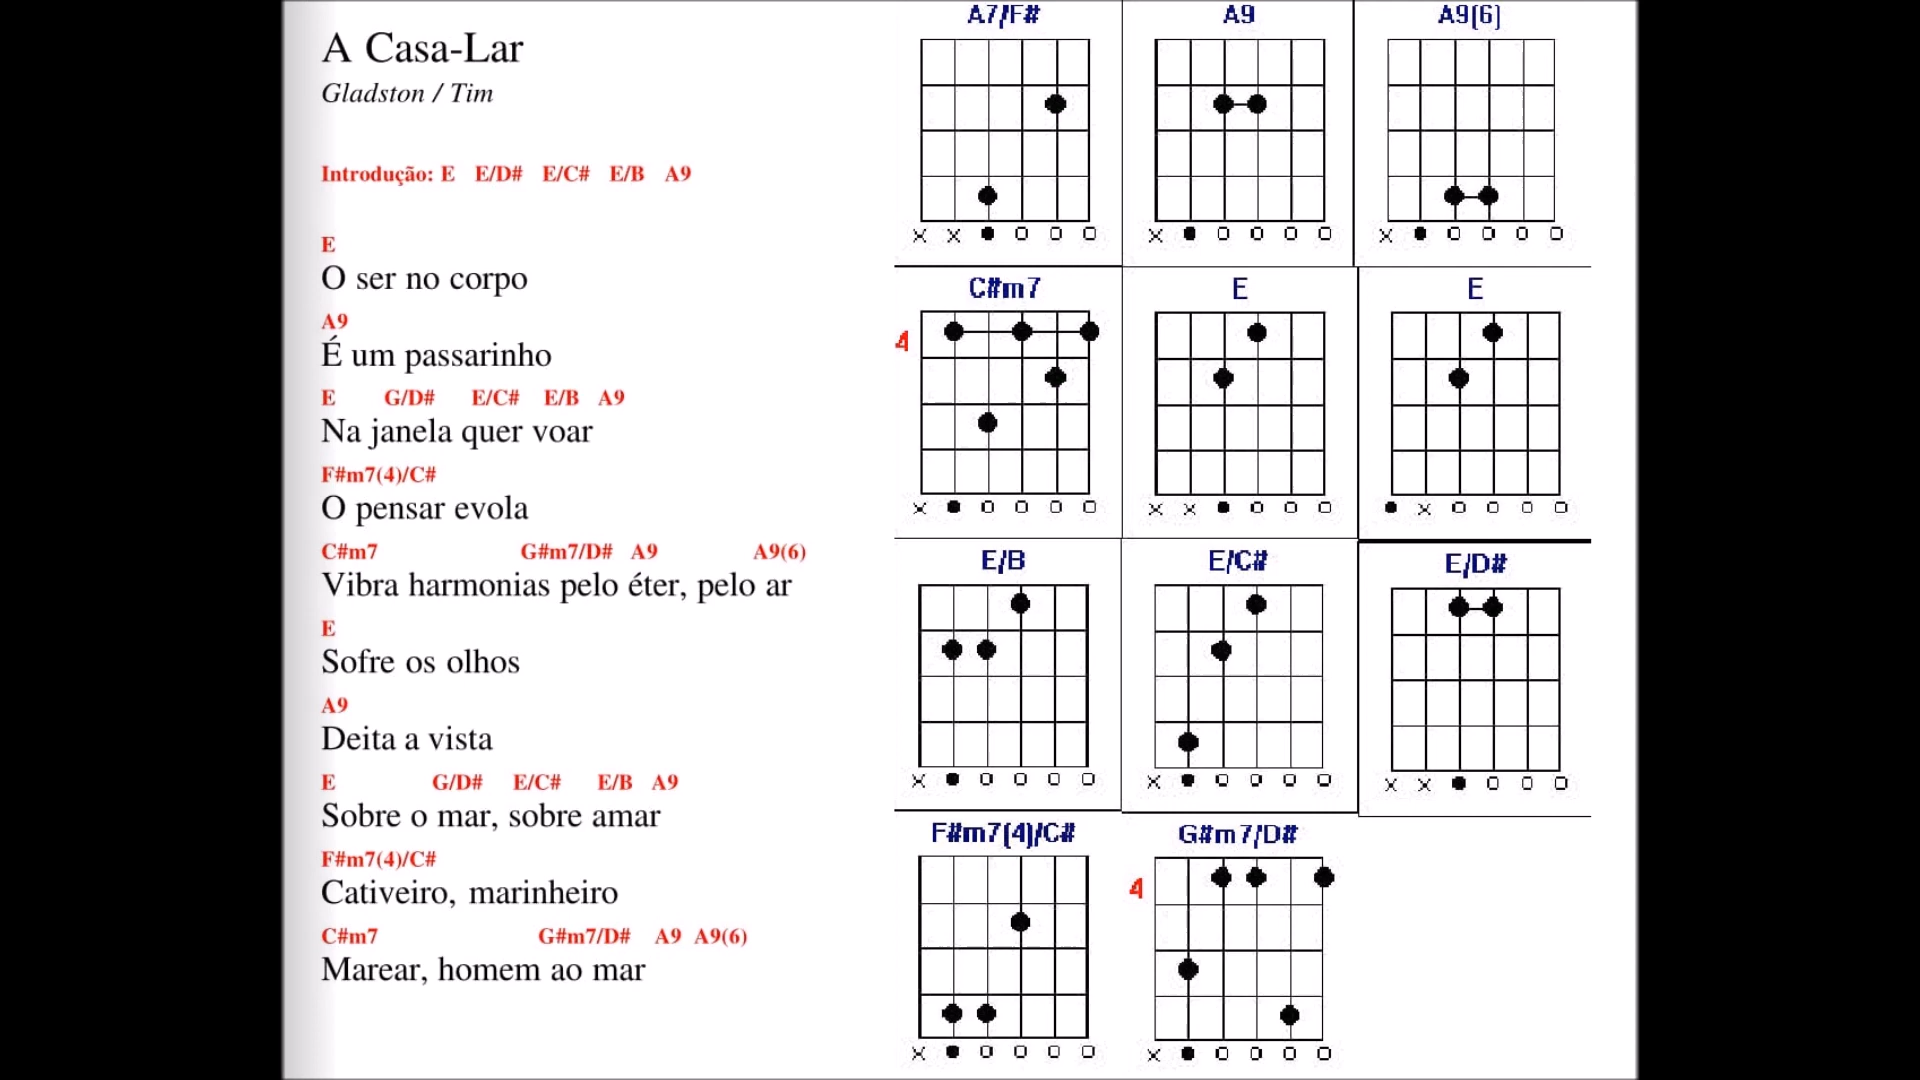 A Casa-Lar
Gladston / Tim
Introdução: E E/D# E/C# E/B A9
E
O ser no corpo
A9
É um passarinho
E G/D# E/C# E/B A9
Na janela quer voar
F#m7(4)/C#
O pensar evola
C#m7 G#m7/D# A9 A9(6)
Vibra harmonias pelo éter, pelo ar
E
Sofre os olhos
A9
Deita a vista
E G/D# E/C# E/B A9
Sobre o mar, sobre amar
F#m7(4)/C#
Cativeiro, marinheiro
C#m7 G#m7/D# A9 A9(6)
Marear, homem ao mar
A7/F# A9 A9(6)
X X ● O O O X ● O O O O X ● O O O O
C#m7 E E
4
X ● O O O O X X ● O O O ● X O O O O
E/B E/C# E/D#
X ● O O O O X ● O O O O X X ● O O O
F#m7(4)/C# G#m7/D#
4
X ● O O O O X ● O O O O